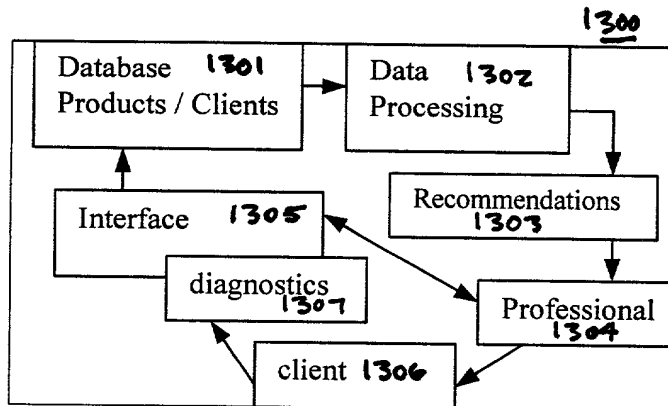 1300
Database 1301
Products / Clients
Data 1302
Processing
Recommendations
1303
Interface 1305
diagnostics
1307
Professional
1304
client 1306